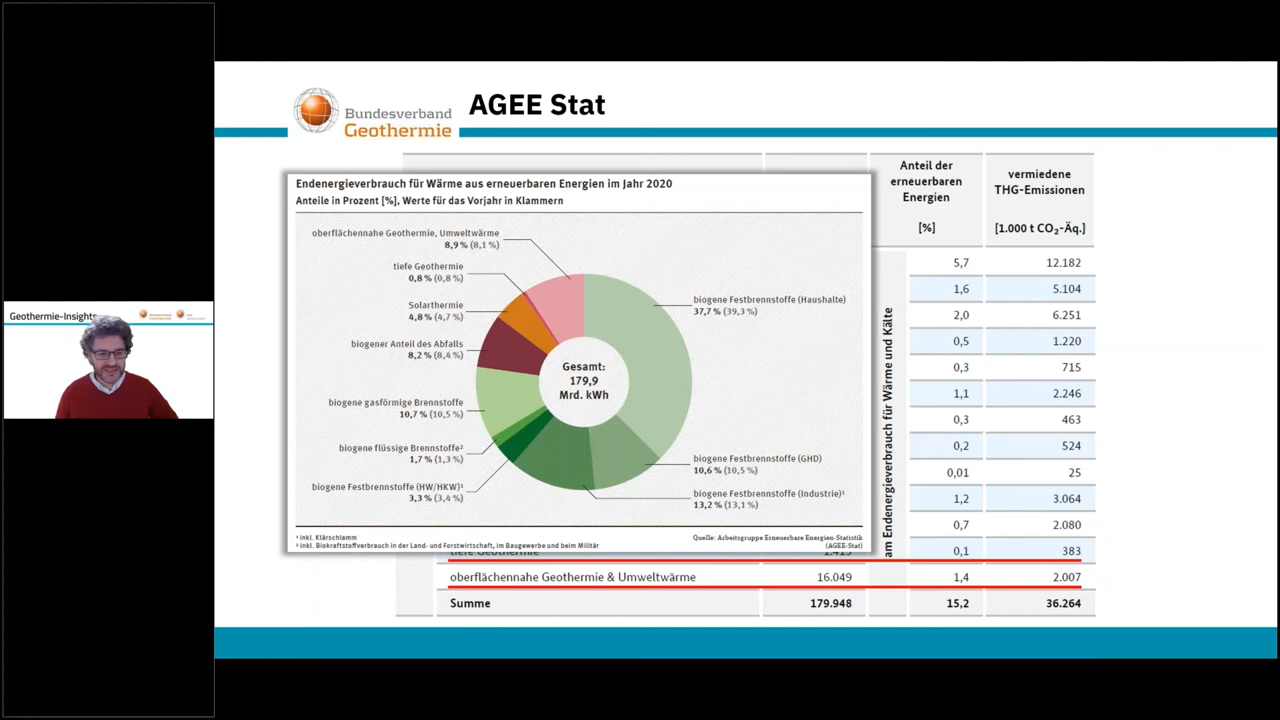 Bundesverband
Geothermie
AGEE Stat
Anteil der
erneuerbaren
Energien
[%]
vermiedene
THG-Emissionen
[1.000 t CO₂-Äq.]
Endenergieverbrauch für Wärme aus erneuerbaren Energien im Jahr 2020
Anteile in Prozent [%], Werte für das Vorjahr in Klammern
oberflächennahe Geothermie, Umweltwärme
8,9 % (8,1 %)
tiefe Geothermie
0,8 % (0,8 %)
Solarthermie
4,8 % (4,7 %)
biogener Anteil des Abfalls
8,2 % (8,4 %)
biogene gasförmige Brennstoffe
10,7 % (10,5 %)
biogene flüssige Brennstoffe²
1,7 % (1,3 %)
biogene Festbrennstoffe (HW/HKW)¹
3,3 % (3,4 %)
Gesamt:
179,9
Mrd. kWh
biogene Festbrennstoffe (Haushalte)
37,7 % (39,3 %)
biogene Festbrennstoffe (GHD)
10,6 % (10,5 %)
biogene Festbrennstoffe (Industrie)¹
13,2 % (13,1 %)
¹ inkl. Klärschlamm
² inkl. Biokraftstoffverbrauch in der Land- und Forstwirtschaft, im Baugewerbe und beim Militär
Quelle: Arbeitsgruppe Erneuerbare Energien-Statistik
(AGEE-Stat)
am Endenergieverbrauch für Wärme und Kälte
5,7 12.182
1,6 5.104
2,0 6.251
0,5 1.220
0,3 715
1,1 2.246
0,3 463
0,2 524
0,01 25
1,2 3.064
0,7 2.080
tiefe Geothermie 1.415 0,1 383
oberflächennahe Geothermie & Umweltwärme 16.049 1,4 2.007
Summe 179.948 15,2 36.264
Geothermie-Insights